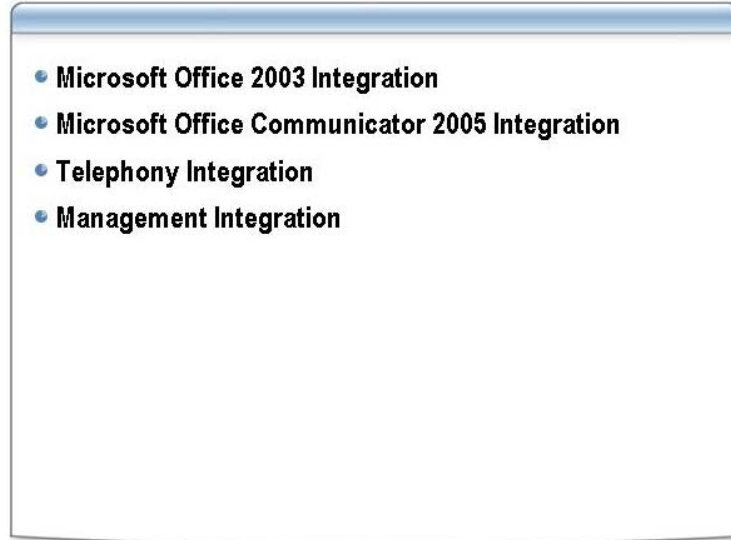 Microsoft Office 2003 Integration
Microsoft Office Communicator 2005 Integration
Telephony Integration
Management Integration